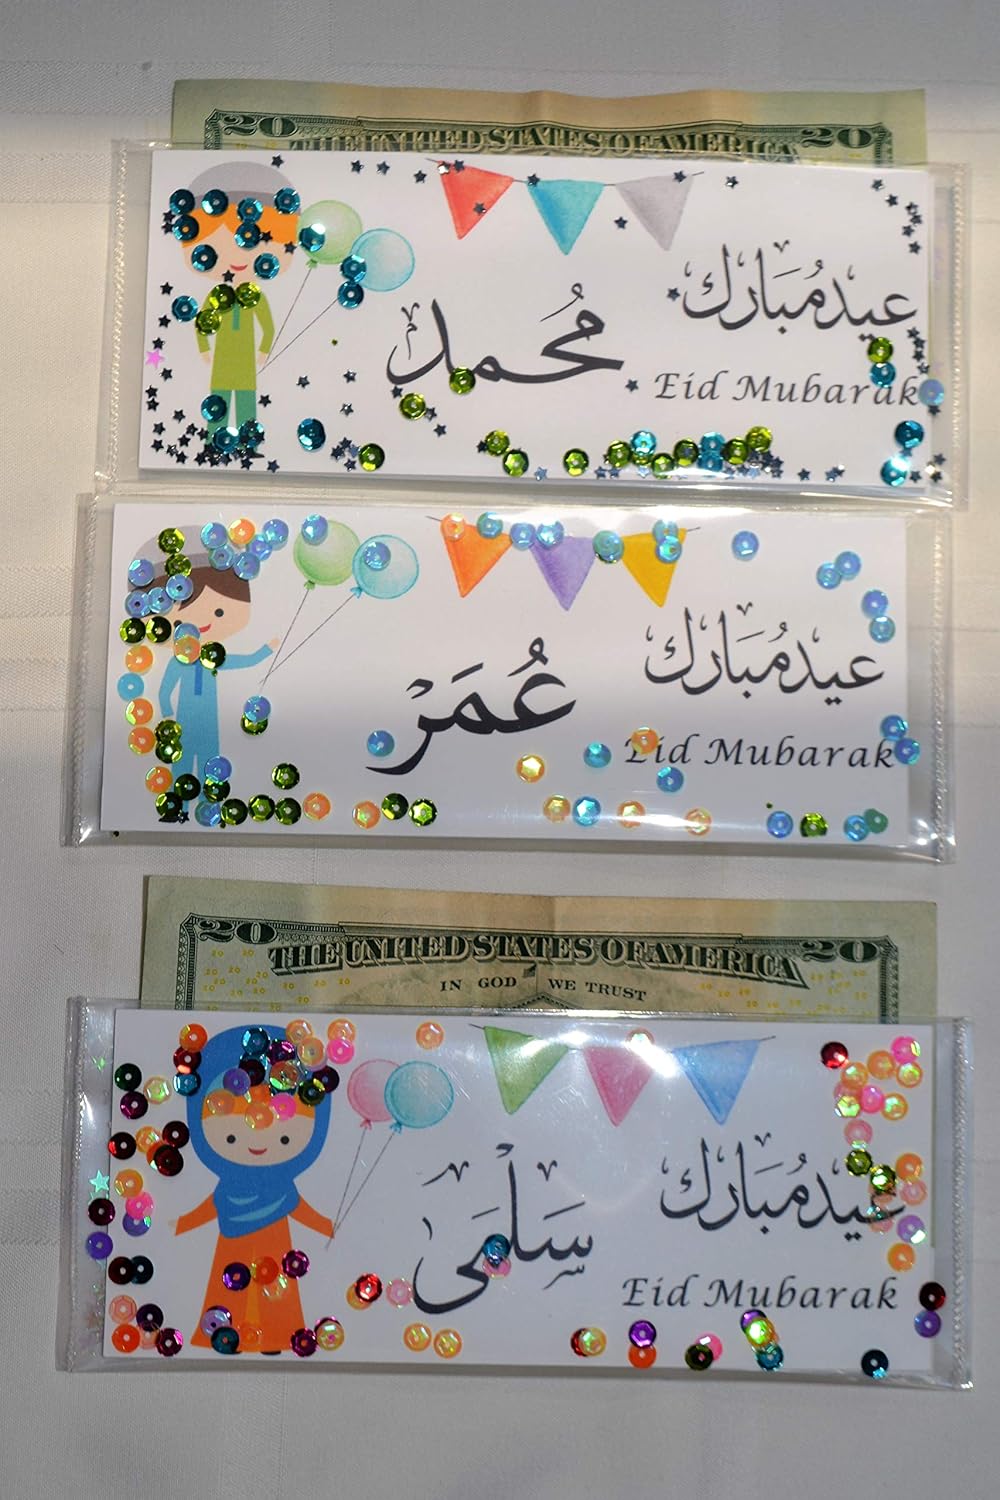 20 THE UNITED STATES OF AMERICA 20
عيدمُبارك
مُحمد
Eid Mubarak
عيدمُبارك
عُمَرْ
Eid Mubarak
20 THE UNITED STATES OF AMERICA 20
IN GOD WE TRUST
عيدمُبارك
سَلْمَى
Eid Mubarak